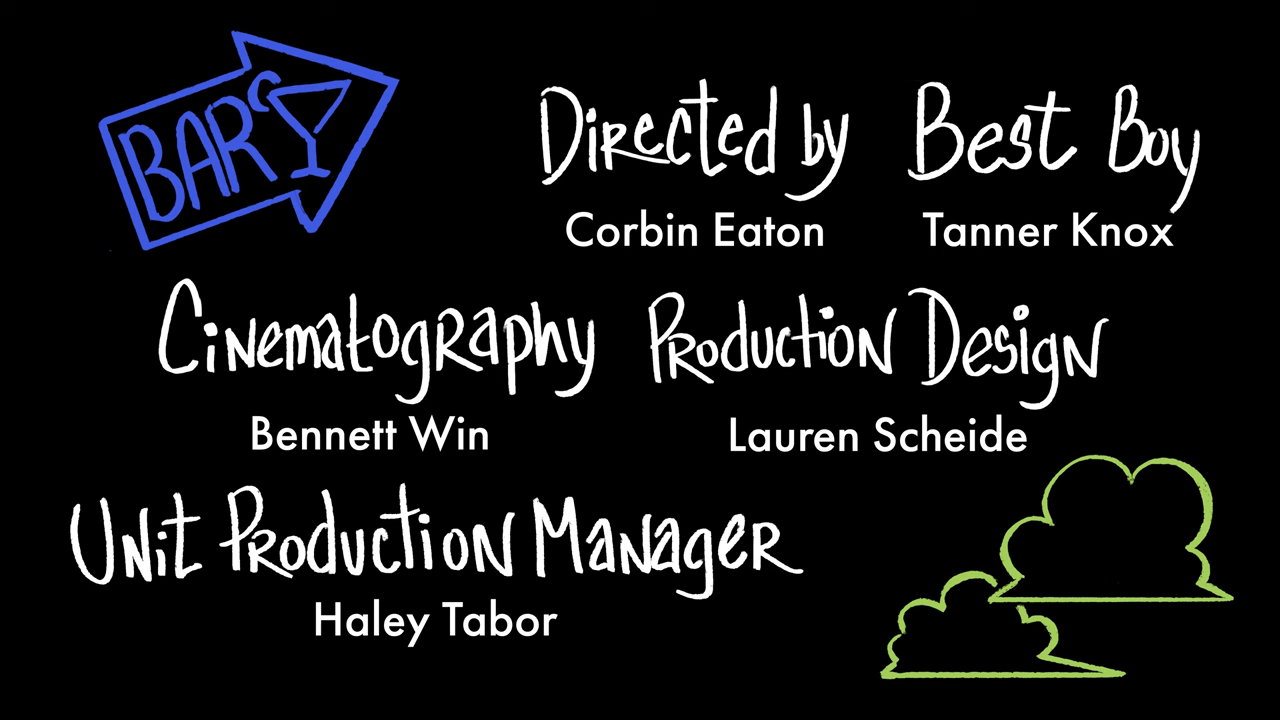 BAR
Directed by
Corbin Eaton
Best Boy
Tanner Knox
Cinematography
Bennett Win
Production Design
Lauren Scheide
Unit Production Manager
Haley Tabor